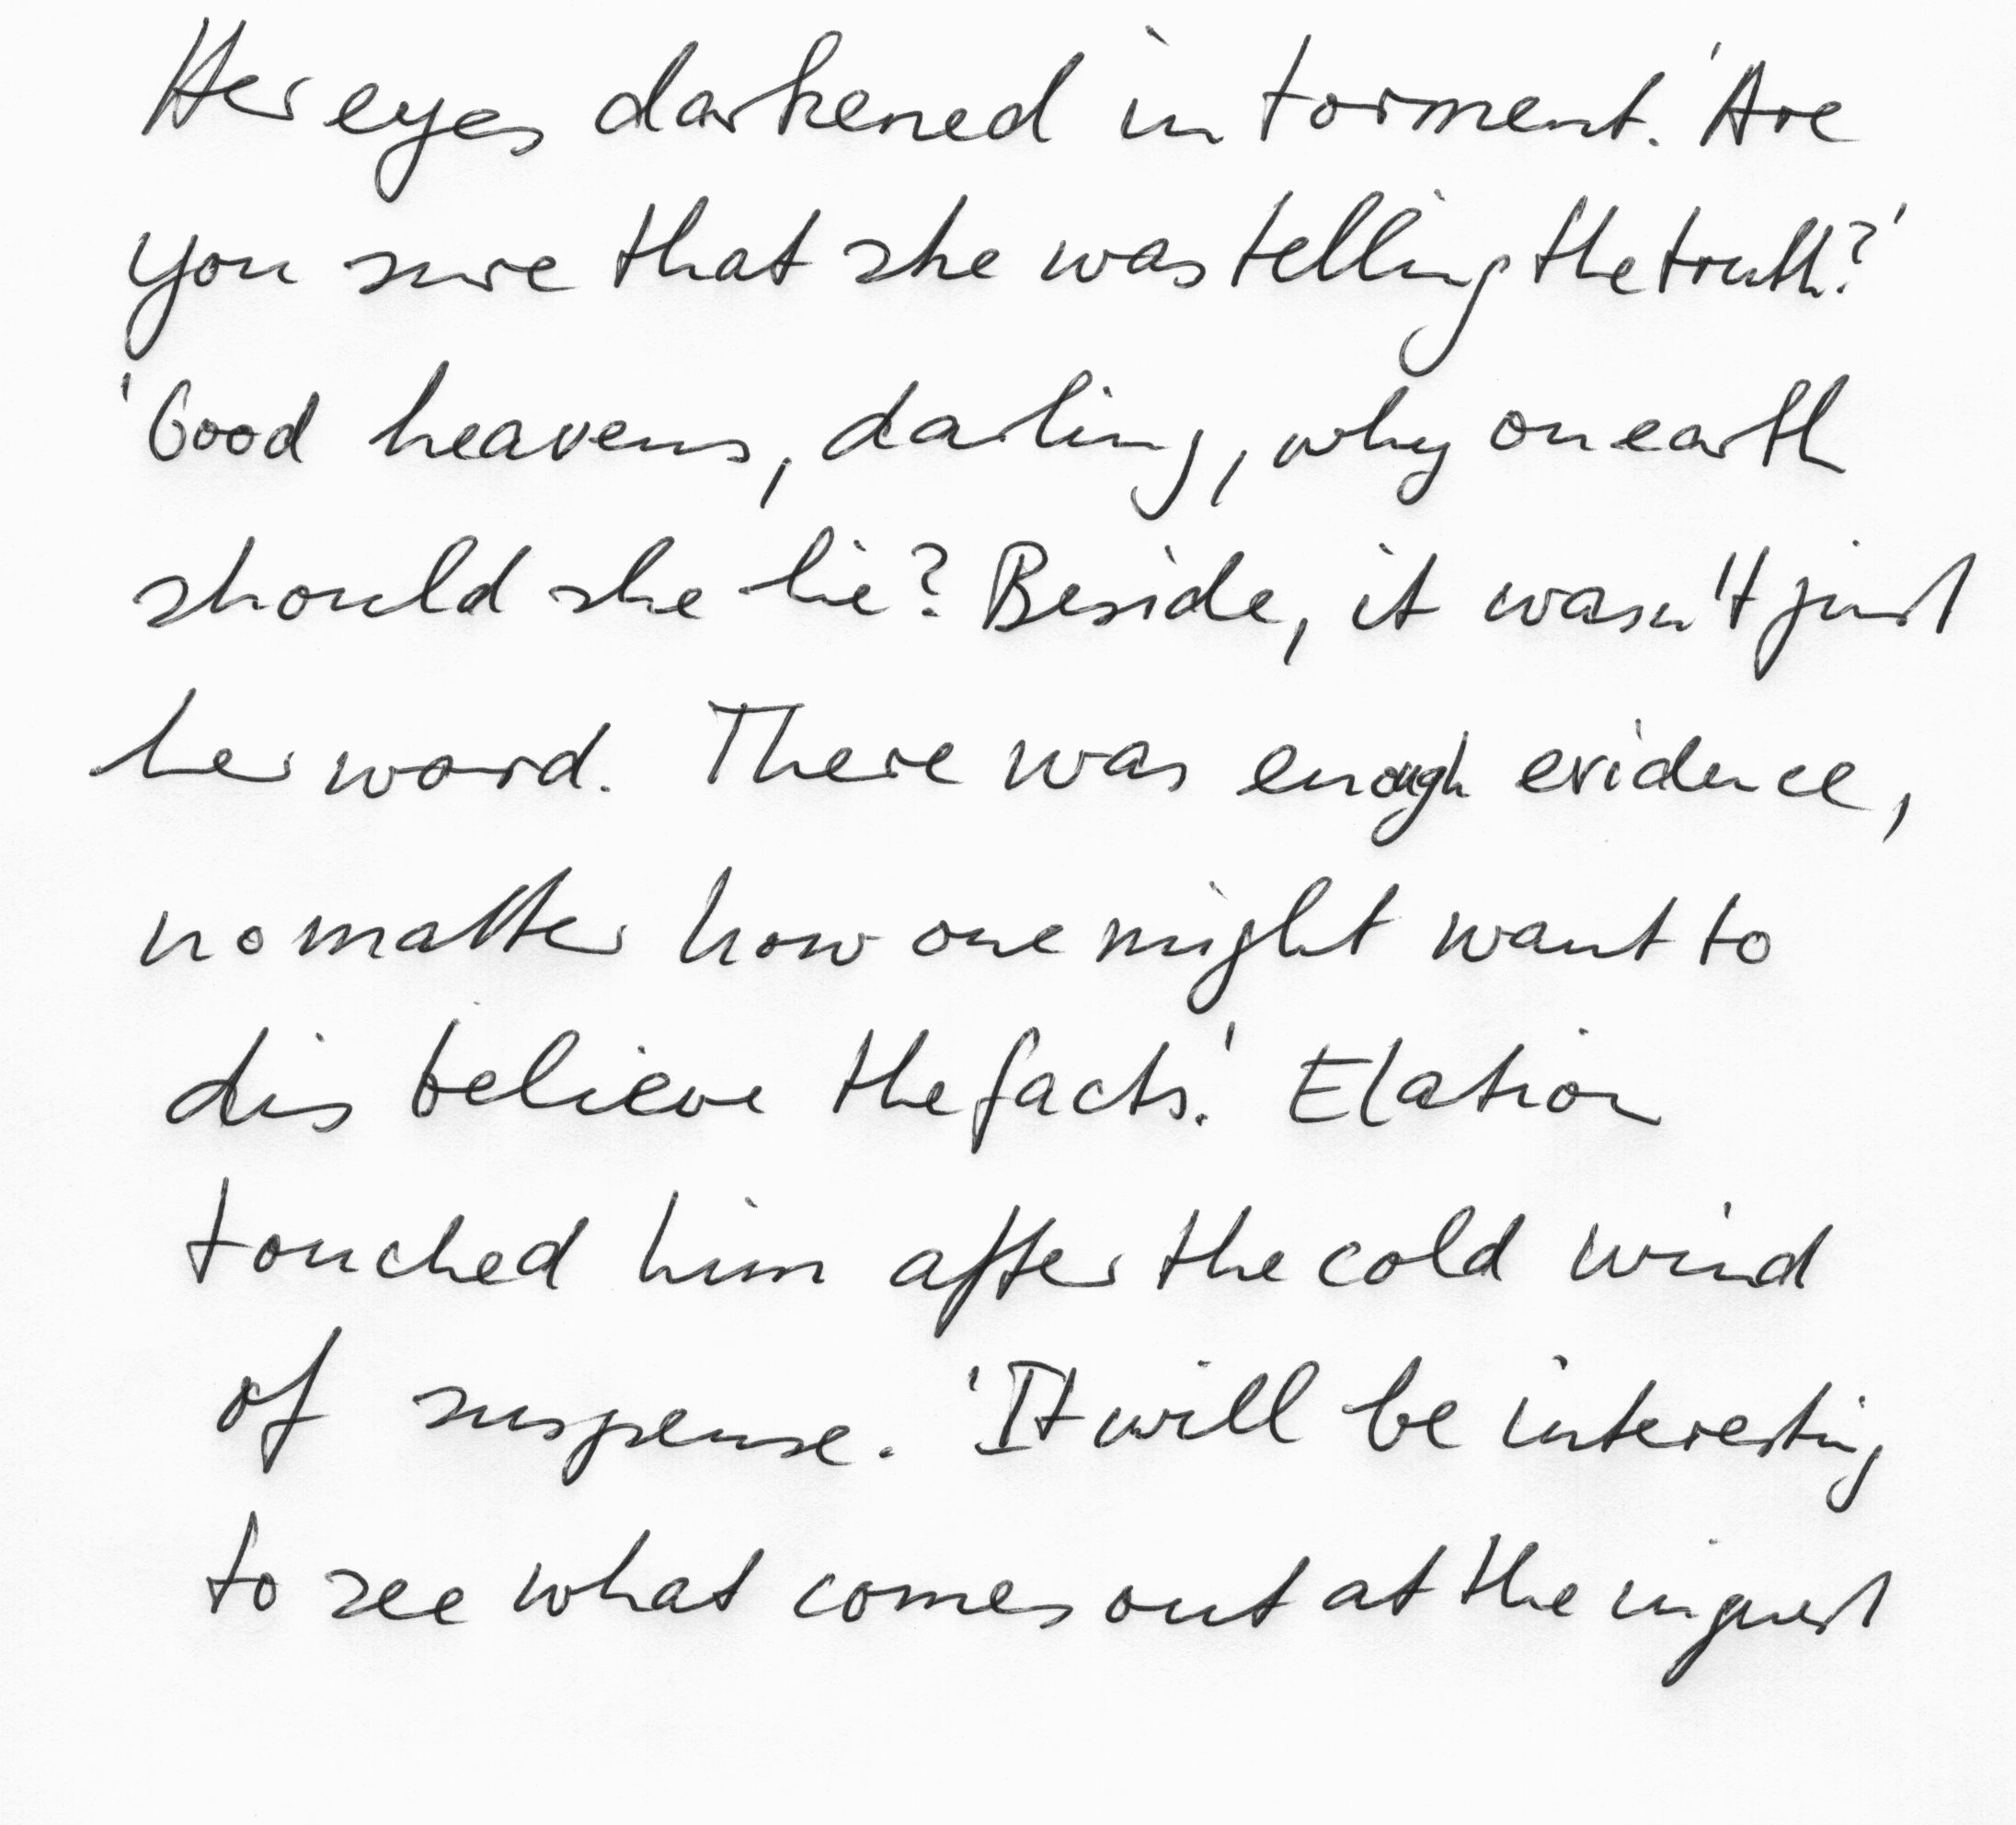 Her eyes darkened in torment. 'Are
you sure that she was telling the truth?'
'Good heavens, darling, why on earth
should she lie? Beside, it wasn't just
her word. There was enough evidence,
no matter how one might want to
dis believe the facts.' Elation
touched him after the cold wind
of suspense. 'It will be interesting
to see what comes out at the inquest